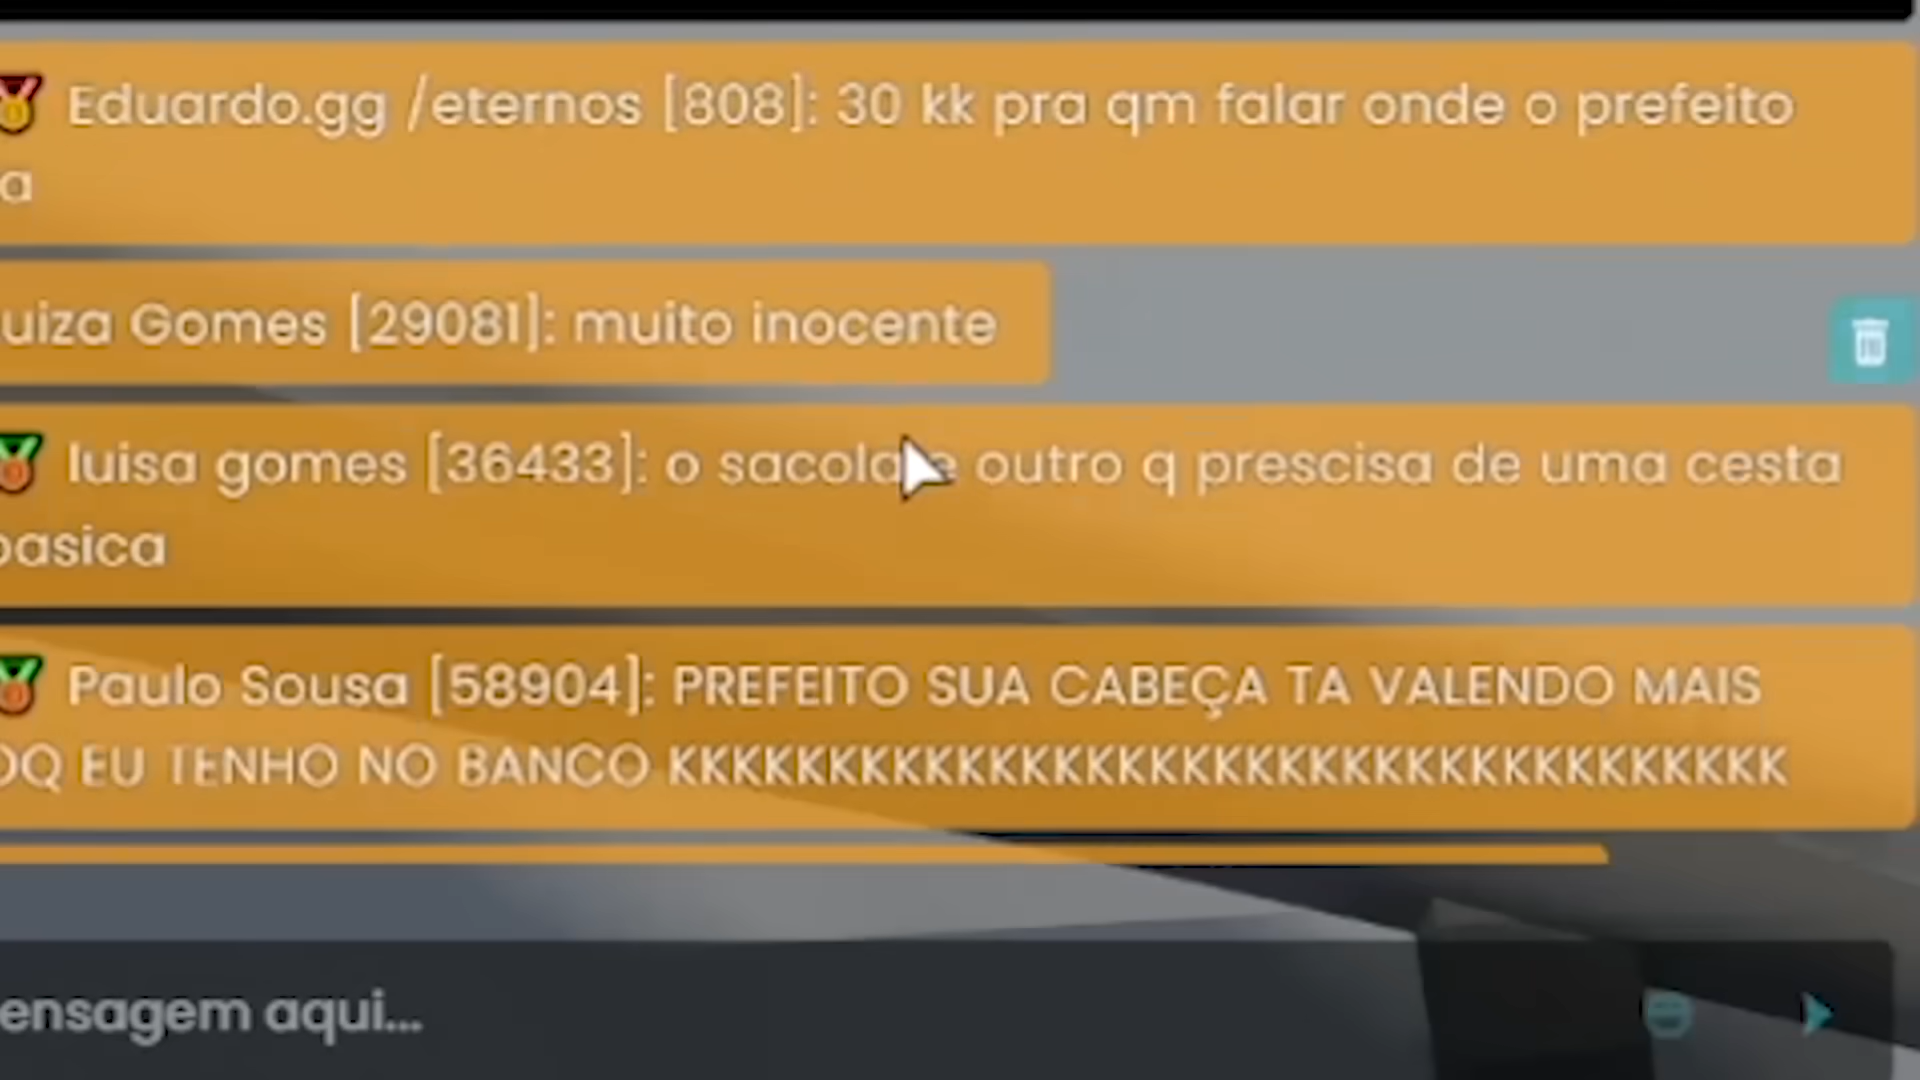 Eduardo.gg /eternos [808]: 30 kk pra qm falar onde o prefeito
a
uiza Gomes [29081]: muito inocente
luisa gomes [36433]: o sacola e outro q prescisa de uma cesta
basica
Paulo Sousa [58904]: PREFEITO SUA CABEÇA TA VALENDO MAIS
DQ EU TENHO NO BANCO KKKKKKKKKKKKKKKKKKKKKKKKKKKKKKKKKKK
ensagem aqui...